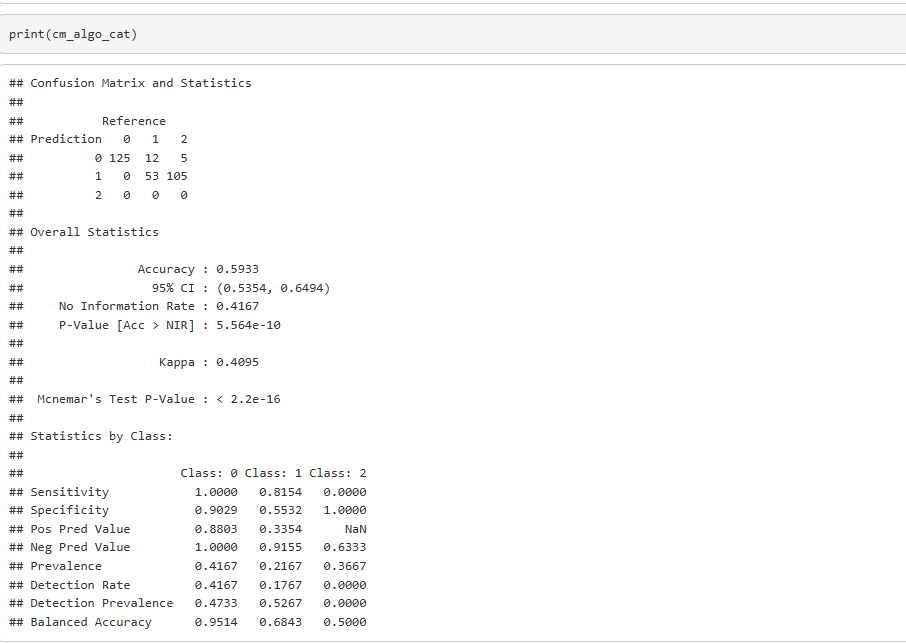 print(cm_algo_cat)
## Confusion Matrix and Statistics
##
##           Reference
## Prediction   0   1   2
##          0 125  12   5
##          1   0  53 105
##          2   0   0   0
##
## Overall Statistics
##
##                Accuracy : 0.5933
##                  95% CI : (0.5354, 0.6494)
##     No Information Rate : 0.4167
##     P-Value [Acc > NIR] : 5.564e-10
##
##                   Kappa : 0.4095
##
##  Mcnemar's Test P-Value : < 2.2e-16
##
## Statistics by Class:
##
##                      Class: 0 Class: 1 Class: 2
## Sensitivity            1.0000   0.8154   0.0000
## Specificity            0.9029   0.5532   1.0000
## Pos Pred Value         0.8803   0.3354      NaN
## Neg Pred Value         1.0000   0.9155   0.6333
## Prevalence             0.4167   0.2167   0.3667
## Detection Rate         0.4167   0.1767   0.0000
## Detection Prevalence   0.4733   0.5267   0.0000
## Balanced Accuracy      0.9514   0.6843   0.5000